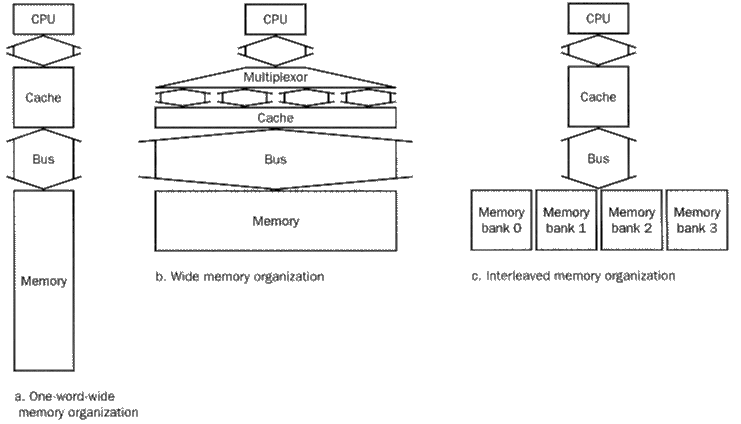 CPU
Cache
Bus
Memory
a. One-word-wide
memory organization
CPU
Multiplexor
Cache
Bus
Memory
b. Wide memory organization
CPU
Cache
Bus
Memory
bank 0
Memory
bank 1
Memory
bank 2
Memory
bank 3
c. Interleaved memory organization